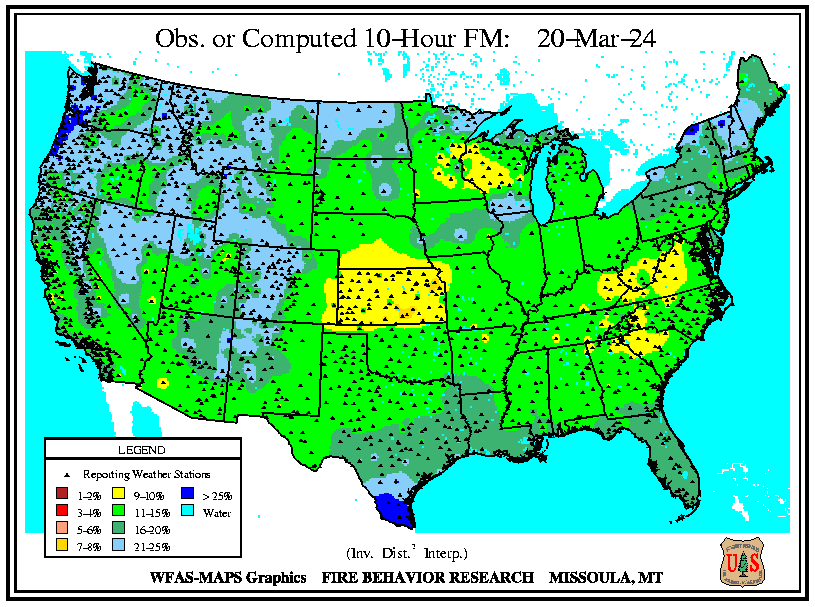 Obs. or Computed 10-Hour FM: 20-Mar-24
LEGEND
Reporting Weather Stations
1-2% 9-10% > 25%
3-4% 11-15% Water
5-6% 16-20%
7-8% 21-25%
(Inv. Dist.² Interp.)
WFAS-MAPS Graphics FIRE BEHAVIOR RESEARCH MISSOULA, MT
U S